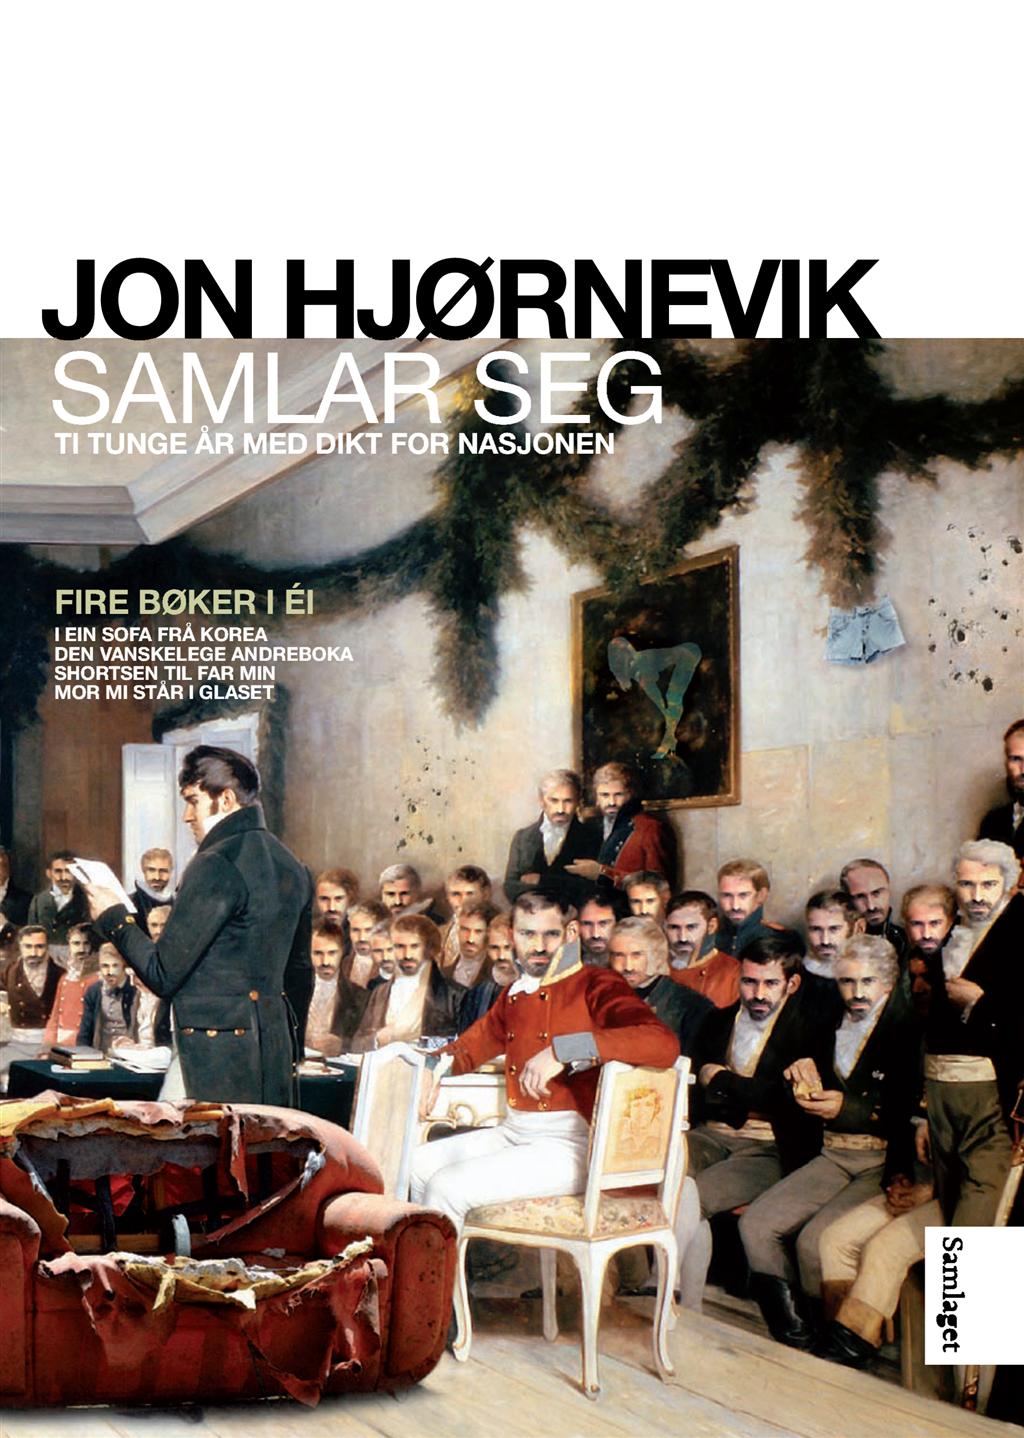 JON HJØRNEVIK
SAMLAR SEG
TI TUNGE ÅR MED DIKT FOR NASJONEN
FIRE BØKER I ÉI
I EIN SOFA FRÅ KOREA
DEN VANSKELEGE ANDREBOKA
SHORTSEN TIL FAR MIN
MOR MI STÅR I GLASET
Samlaget